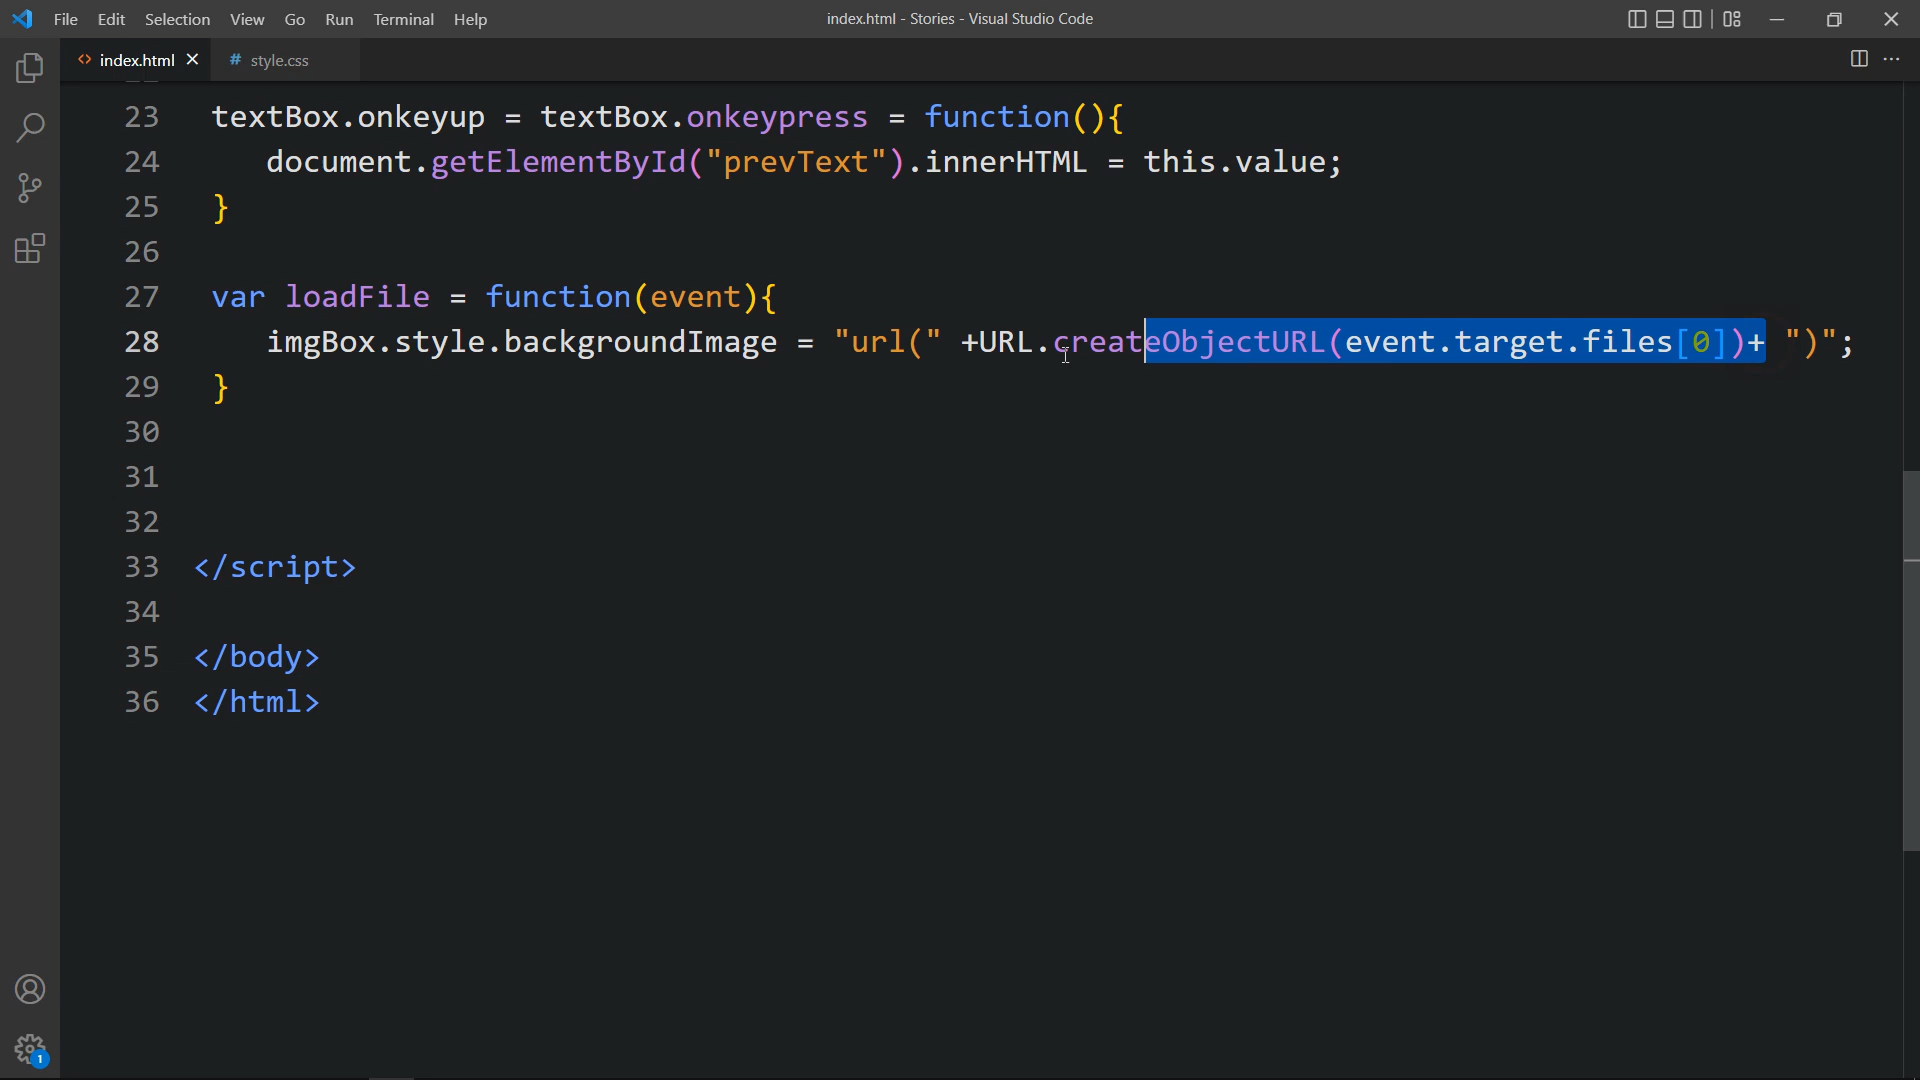 File Edit Selection View Go Run Terminal Help
index.html - Stories - Visual Studio Code
<> index.html × # style.css
23 textBox.onkeyup = textBox.onkeypress = function(){
24 document.getElementById("prevText").innerHTML = this.value;
25 }
26
27 var loadFile = function(event){
28 imgBox.style.backgroundImage = "url(" +URL.createObjectURL(event.target.files[0])+ ")";
29 }
30
31
32
33 </script>
34
35 </body>
36 </html>
1